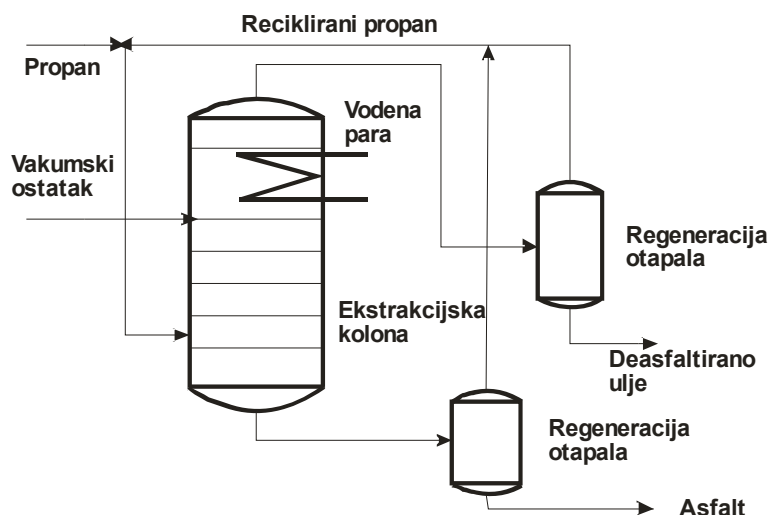 Reciklirani propan
Propan
Vodena
para
Vakumski
ostatak
Regeneracija
otapala
Ekstrakcijska
kolona
Deasfaltirano
ulje
Regeneracija
otapala
Asfalt